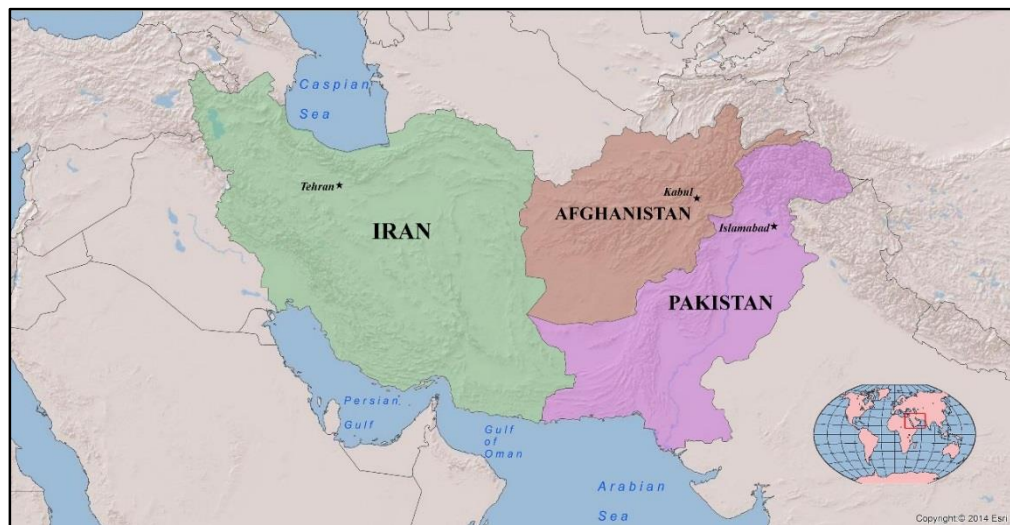 Caspian
Sea
Tehran
IRAN
Kabul
AFGHANISTAN
Islamabad
PAKISTAN
Persian
Gulf
Gulf
of
Oman
Arabian
Sea
Copyright © 2014 Esri